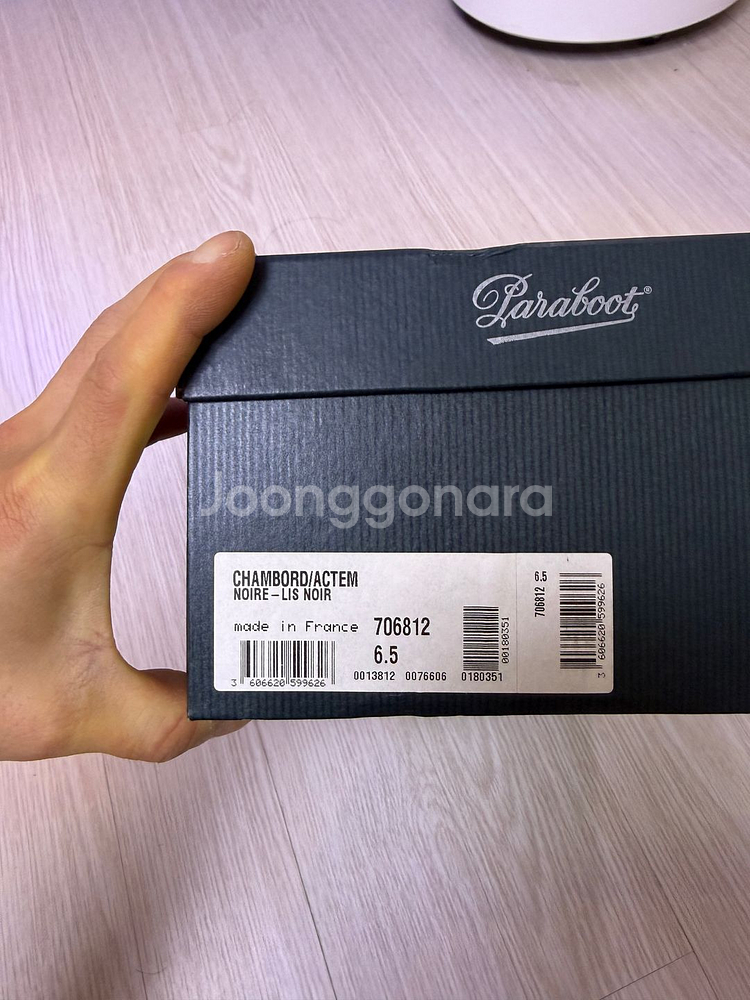 Paraboot®
Joonggonara
CHAMBORD/ACTEM
NOIRE-LIS NOIR
made in France 706812
6.5
3 606620 599626
0013812 0076606 0180351
00180351
6.5
706812
3 606620 599626